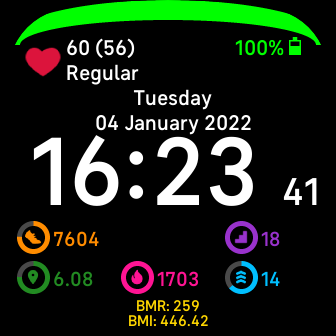 60 (56) 100%
Regular
Tuesday
04 January 2022
16:23 41
7604 18
6.08 1703 14
BMR: 259
BMI: 446.42